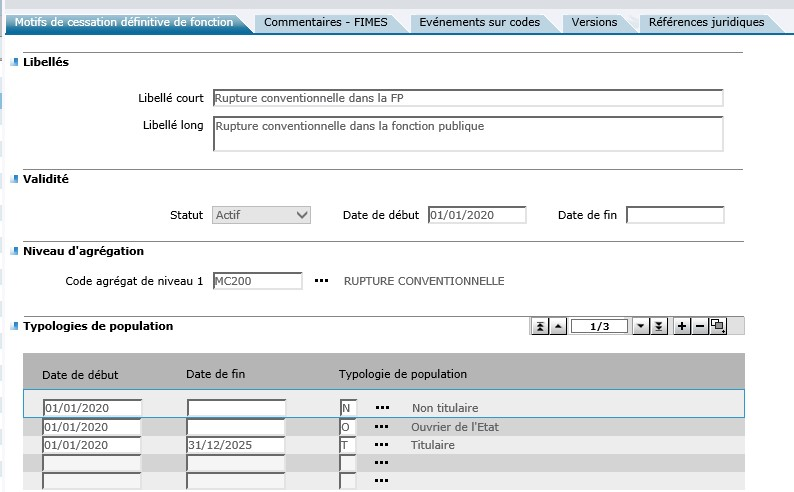 Motifs de cessation définitive de fonction Commentaires - FIMES Evénements sur codes Versions Références juridiques
Libellés
Libellé court Rupture conventionnelle dans la FP
Libellé long Rupture conventionnelle dans la fonction publique
Validité
Statut Actif Date de début 01/01/2020 Date de fin
Niveau d'agrégation
Code agrégat de niveau 1 MC200 ... RUPTURE CONVENTIONNELLE
Typologies de population 1/3
Date de début Date de fin Typologie de population
01/01/2020 N ... Non titulaire
01/01/2020 O ... Ouvrier de l'Etat
01/01/2020 31/12/2025 T ... Titulaire
...
...